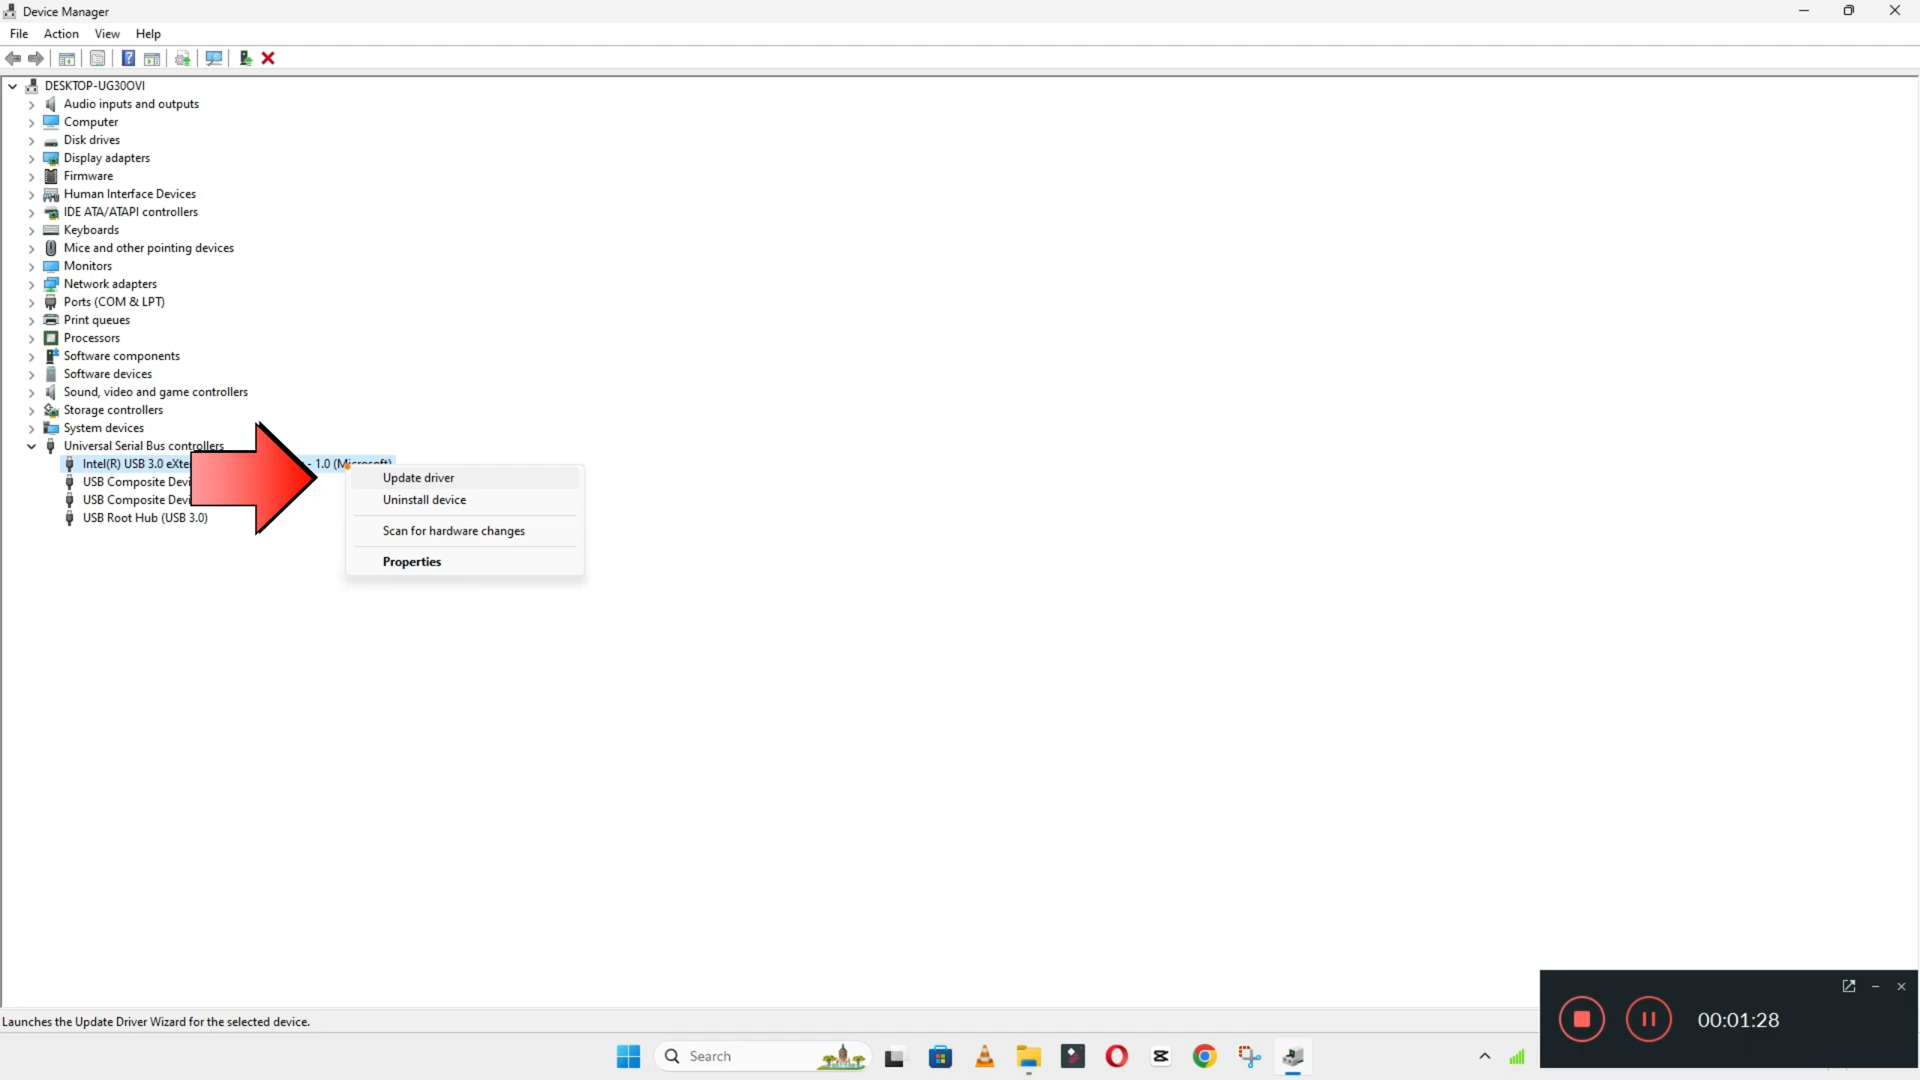 Device Manager
File Action View Help
DESKTOP-UG30OVI
Audio inputs and outputs
Computer
Disk drives
Display adapters
Firmware
Human Interface Devices
IDE ATA/ATAPI controllers
Keyboards
Mice and other pointing devices
Monitors
Network adapters
Ports (COM & LPT)
Print queues
Processors
Software components
Software devices
Sound, video and game controllers
Storage controllers
System devices
Universal Serial Bus controllers
Intel(R) USB 3.0 - 1.0 (Microsoft)
USB Composite
USB Composite
USB Root Hub (USB 3.0)
Update driver
Uninstall device
Scan for hardware changes
Properties
Launches the Update Driver Wizard for the selected device.
00:01:28
Search